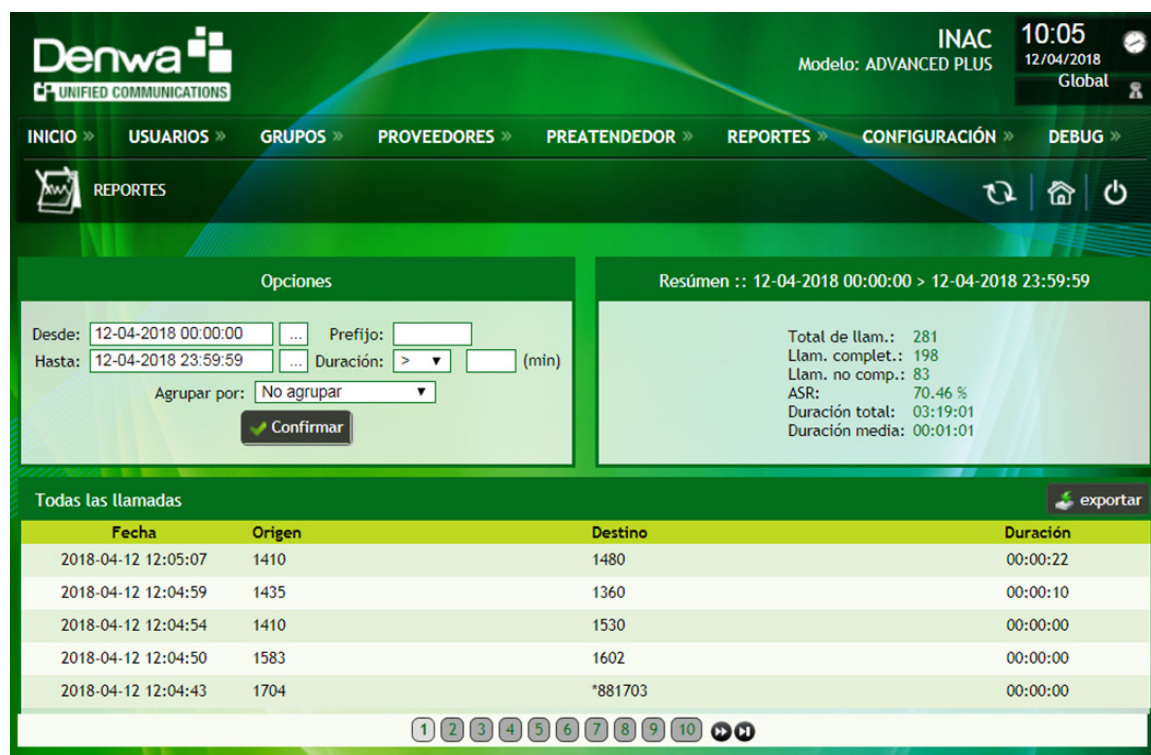 Denwa
UNIFIED COMMUNICATIONS
INAC
Modelo: ADVANCED PLUS
10:05
12/04/2018
Global
INICIO » USUARIOS » GRUPOS » PROVEEDORES » PREATENDEDOR » REPORTES » CONFIGURACIÓN » DEBUG »
REPORTES
Opciones
Desde: 12-04-2018 00:00:00 ... Prefijo:
Hasta: 12-04-2018 23:59:59 ... Duración: > (min)
Agrupar por: No agrupar
Confirmar
Resúmen :: 12-04-2018 00:00:00 > 12-04-2018 23:59:59
Total de llam.: 281
Llam. complet.: 198
Llam. no comp.: 83
ASR: 70.46 %
Duración total: 03:19:01
Duración media: 00:01:01
Todas las llamadas exportar
Fecha Origen Destino Duración
2018-04-12 12:05:07 1410 1480 00:00:22
2018-04-12 12:04:59 1435 1360 00:00:10
2018-04-12 12:04:54 1410 1530 00:00:00
2018-04-12 12:04:50 1583 1602 00:00:00
2018-04-12 12:04:43 1704 *881703 00:00:00
1 2 3 4 5 6 7 8 9 10